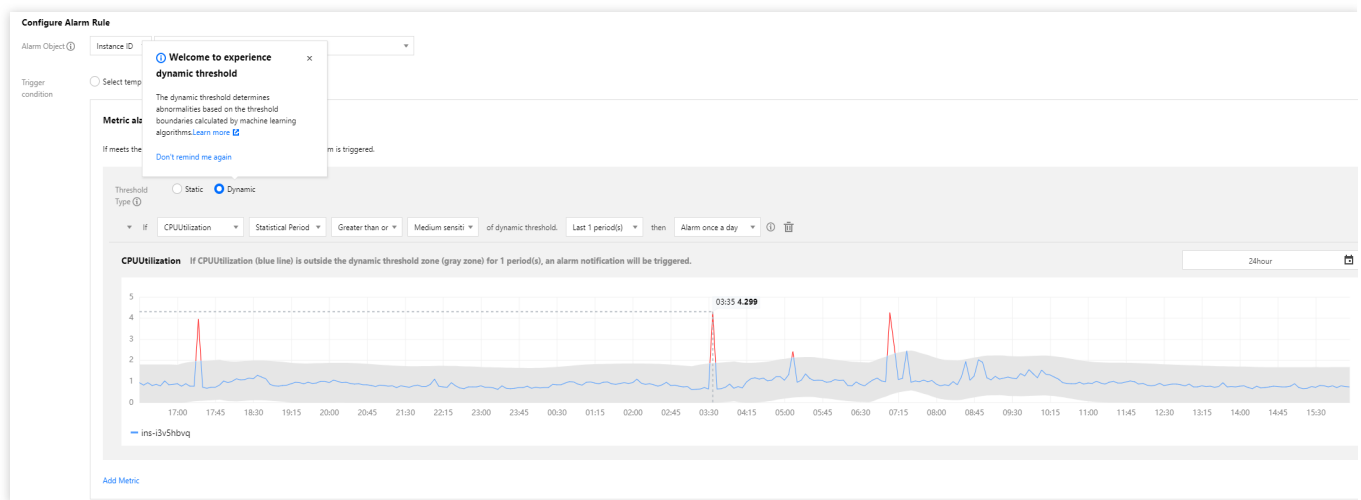 Configure Alarm Rule
Alarm Object
Instance ID
Welcome to experience
dynamic threshold
The dynamic threshold determines
abnormalities based on the threshold
boundaries calculated by machine learning
algorithms.Learn more
Don't remind me again
Trigger
condition
Select temp
Metric ala
If meets the
m is triggered.
Threshold
Type
Static
Dynamic
If CPUUtilization Statistical Period Greater than or Medium sensiti of dynamic threshold. Last 1 period(s) then Alarm once a day
CPUUtilization If CPUUtilization (blue line) is outside the dynamic threshold zone (gray zone) for 1 period(s), an alarm notification will be triggered.
24hour
03:35 4.299
5
4
3
2
1
0
17:00 17:45 18:30 19:15 20:00 20:45 21:30 22:15 23:00 23:45 00:30 01:15 02:00 02:45 03:30 04:15 05:00 05:45 06:30 07:15 08:00 08:45 09:30 10:15 11:00 11:45 12:30 13:15 14:00 14:45 15:30
ins-i3v5hbvq
Add Metric